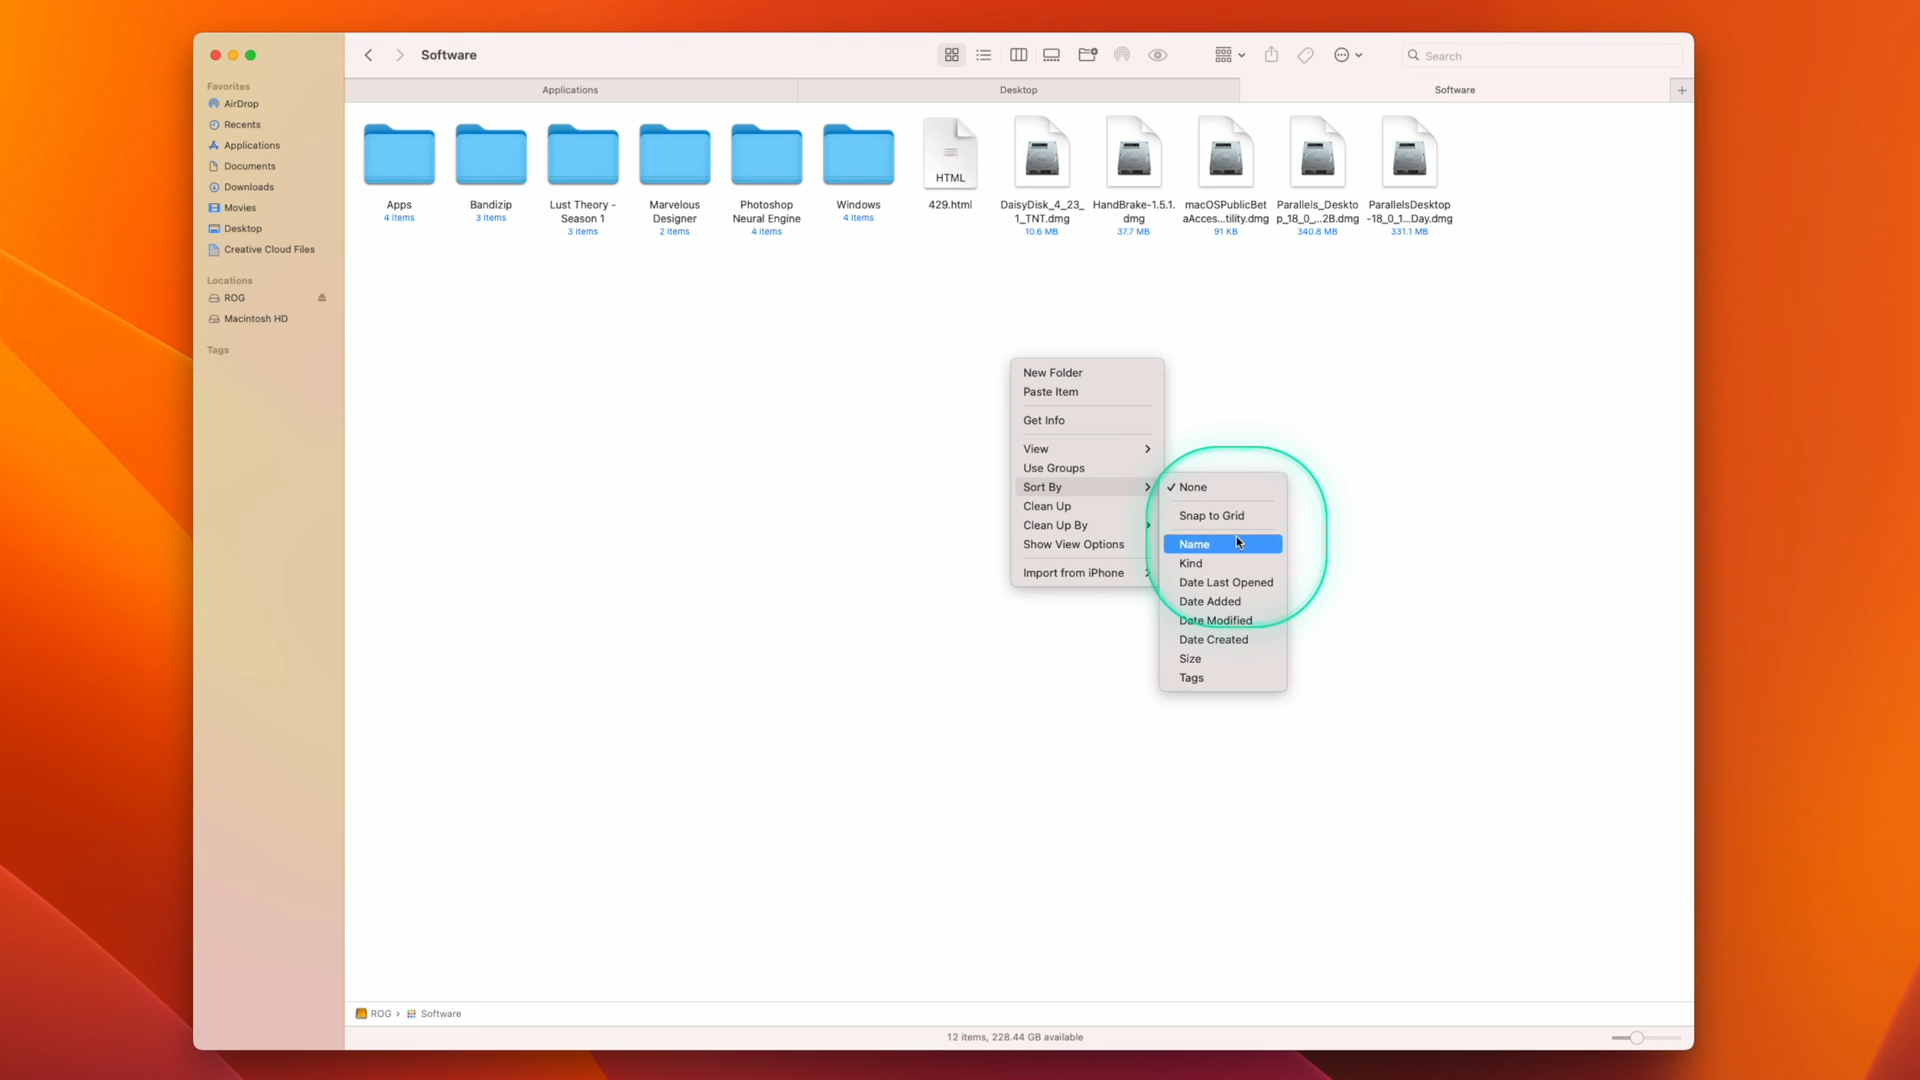 Software
Search
Applications
Desktop
Software
Favorites
AirDrop
Recents
Applications
Documents
Downloads
Movies
Desktop
Creative Cloud Files
Locations
ROG
Macintosh HD
Tags
Apps
4 items
Bandizip
3 items
Lust Theory -
Season 1
3 items
Marvelous
Designer
2 items
Photoshop
Neural Engine
4 items
Windows
4 items
HTML
429.html
DaisyDisk_4_23_
1_TNT.dmg
10.6 MB
HandBrake-1.5.1.
dmg
37.7 MB
macOSPublicBet
aAcces...tility.dmg
91 KB
Parallels_Deskto
p_18_0_...2B.dmg
340.8 MB
ParallelsDesktop
-18_0_1...Day.dmg
331.1 MB
New Folder
Paste Item
Get Info
View
Use Groups
Sort By
Clean Up
Clean Up By
Show View Options
Import from iPhone
None
Snap to Grid
Name
Kind
Date Last Opened
Date Added
Date Modified
Date Created
Size
Tags
ROG › Software
12 items, 228.44 GB available